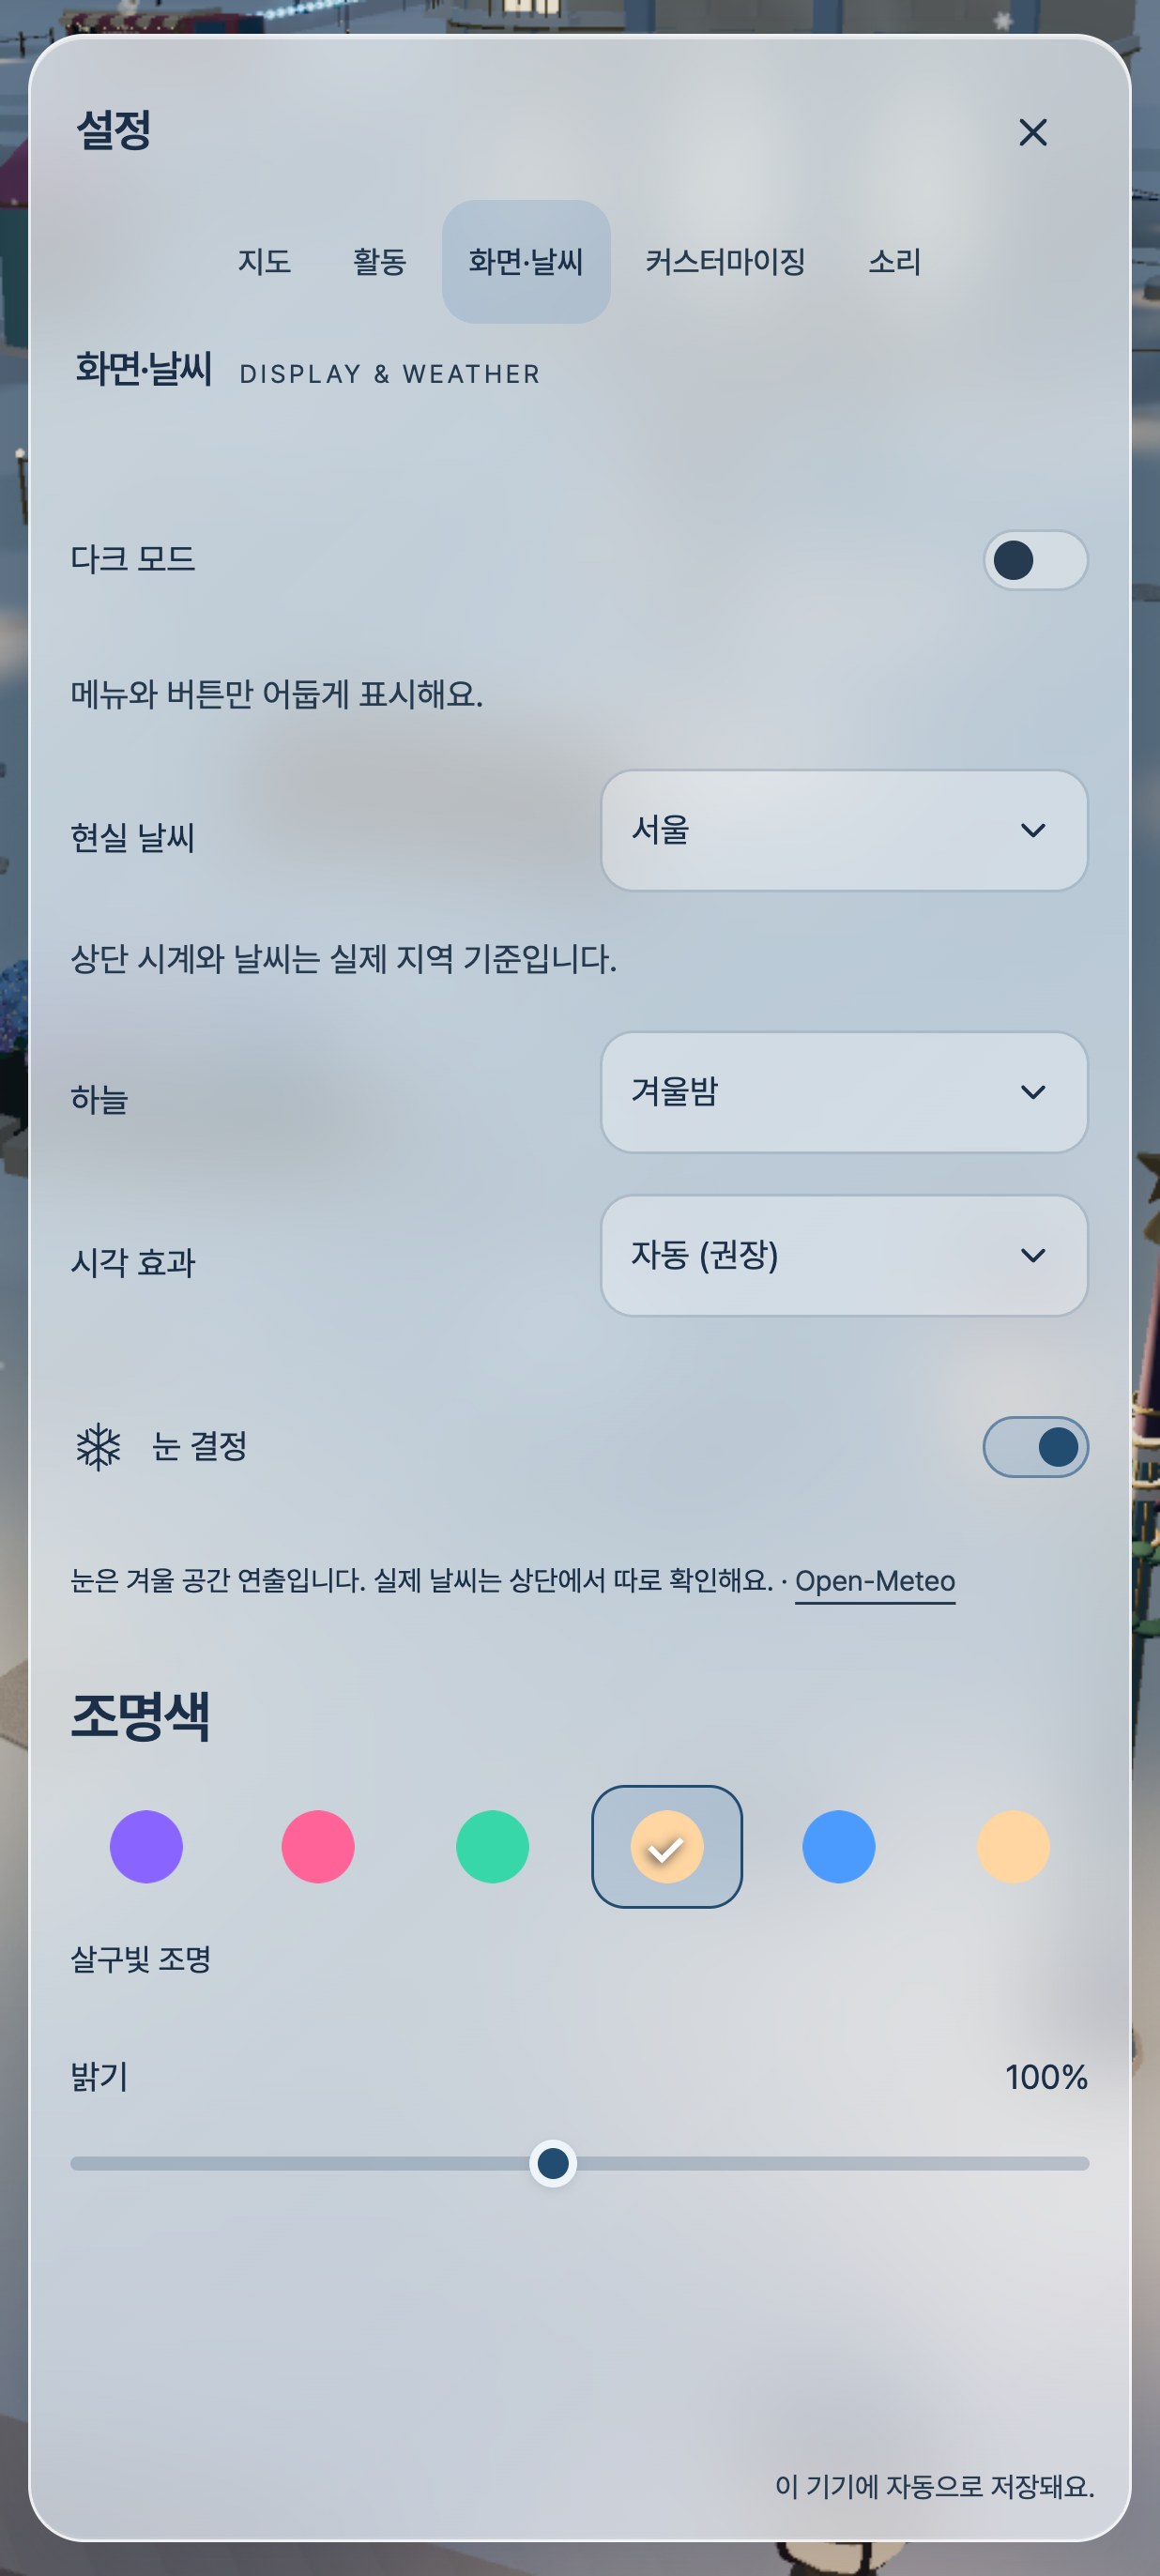 설정
지도 활동 화면·날씨 커스터마이징 소리
화면·날씨 DISPLAY & WEATHER
다크 모드
메뉴와 버튼만 어둡게 표시해요.
현실 날씨 서울
상단 시계와 날씨는 실제 지역 기준입니다.
하늘 겨울밤
시각 효과 자동 (권장)
눈 결정
눈은 겨울 공간 연출입니다. 실제 날씨는 상단에서 따로 확인해요. · Open-Meteo
조명색
살구빛 조명
밝기 100%
이 기기에 자동으로 저장돼요.